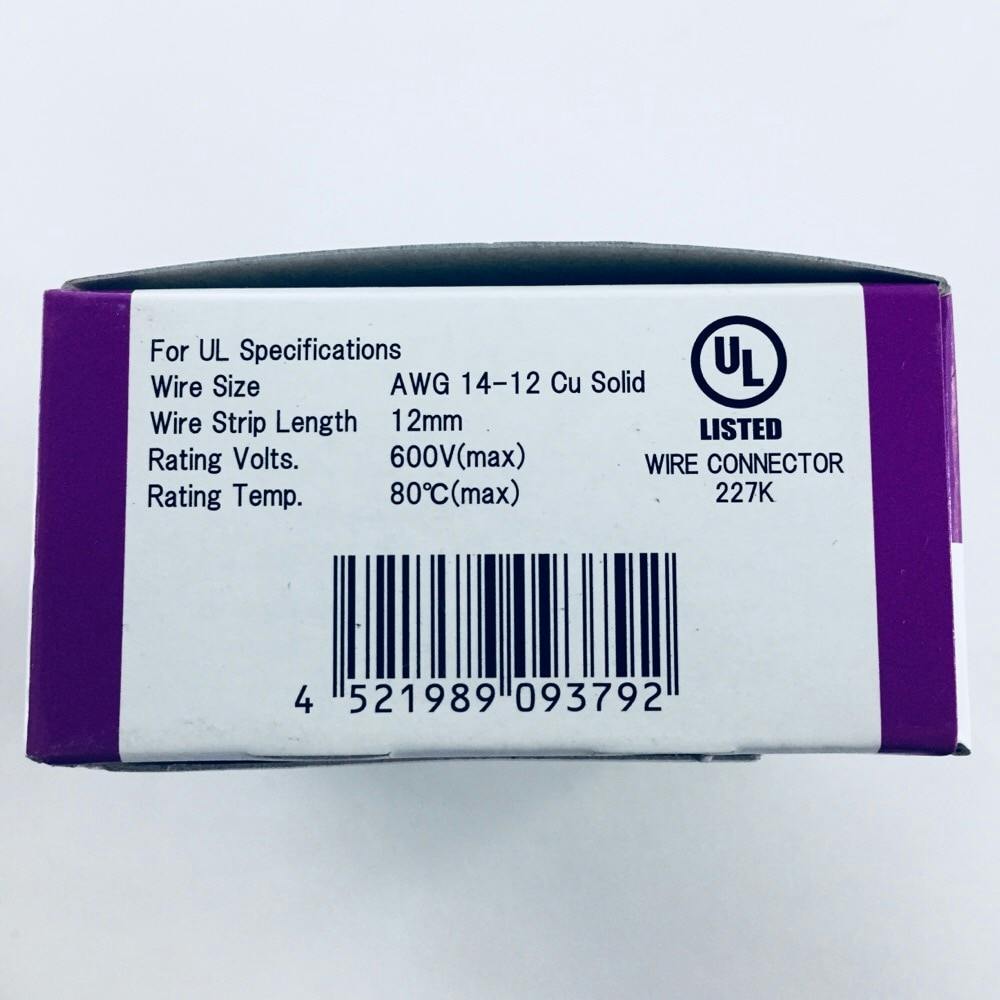 For UL Specifications
Wire Size AWG 14-12 Cu Solid
Wire Strip Length 12mm
Rating Volts. 600V(max)
Rating Temp. 80℃(max)
UL
LISTED
WIRE CONNECTOR
227K
4 521989 093792